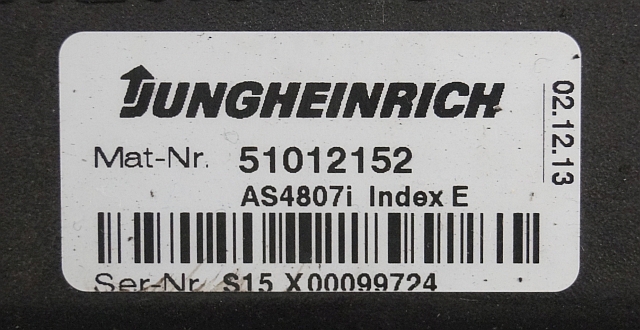 JUNGHEINRICH
02.12.13
Mat-Nr. 51012152
AS4807i Index E
Ser-Nr S15 X00099724